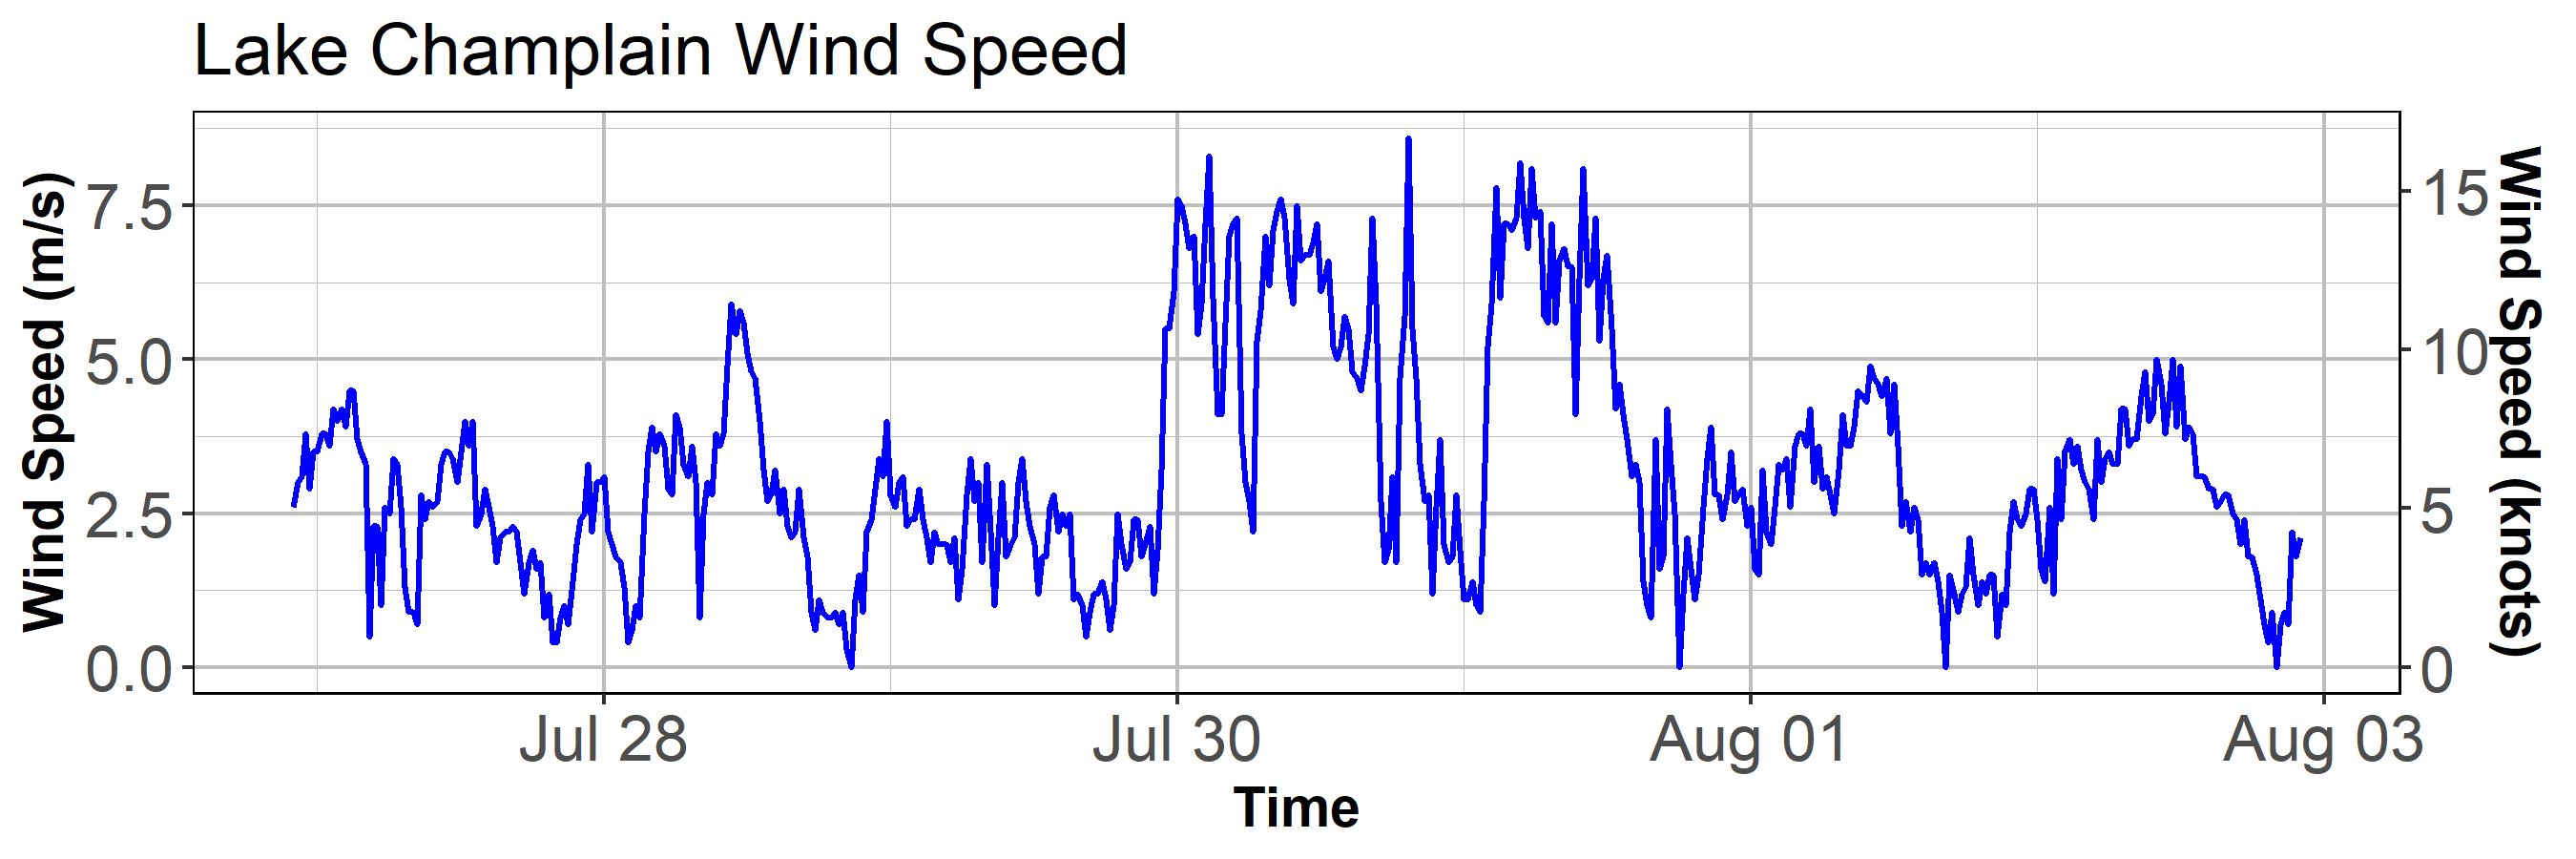 Lake Champlain Wind Speed
Wind Speed (m/s)
7.5
5.0
2.5
0.0
15
10
5
0
Wind Speed (knots)
Jul 28
Jul 30
Aug 01
Aug 03
Time